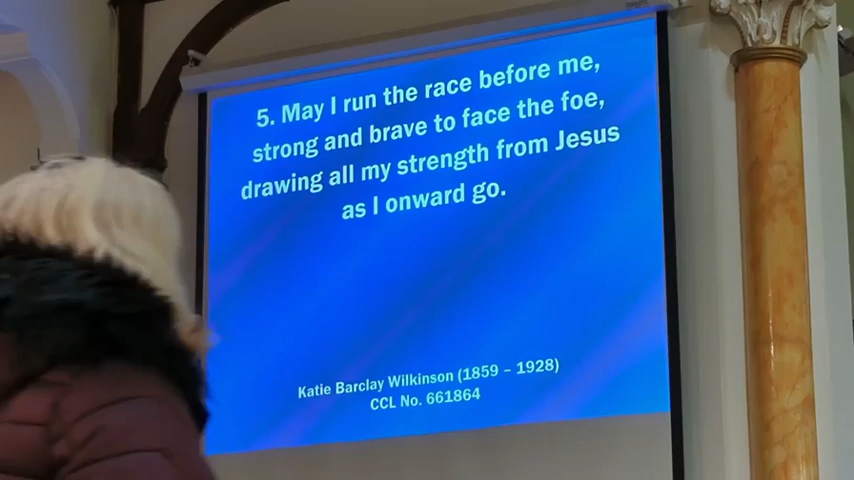 5. May I run the race before me,
strong and brave to face the foe,
drawing all my strength from Jesus
as I onward go.
Katie Barclay Wilkinson (1859 – 1928)
CCL No. 661864